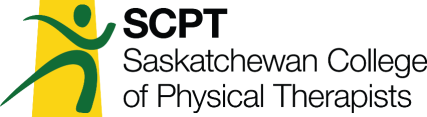 SCPT
Saskatchewan College
of Physical Therapists